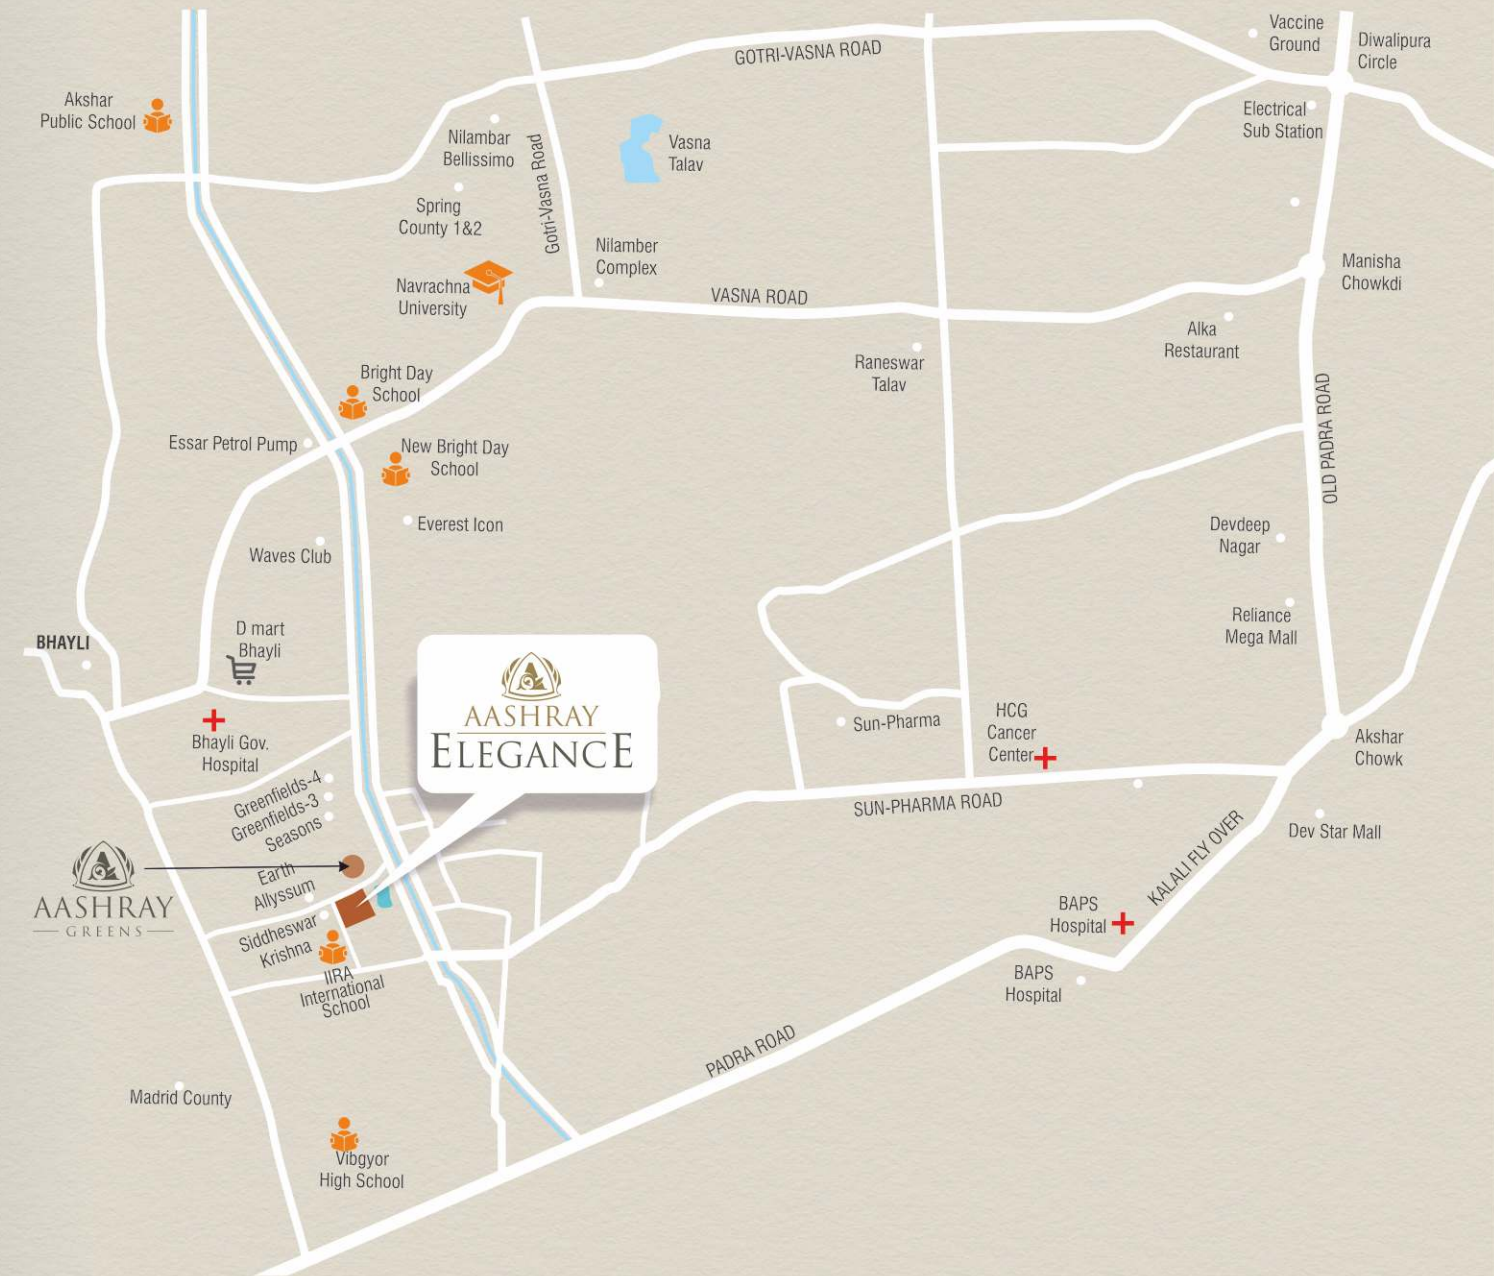 Vaccine
Ground
Diwalipura
Circle
GOTRI-VASNA ROAD
Akshar
Public School
Electrical
Sub Station
Nilambar
Bellissimo
Gotri-Vasna Road
Vasna
Talav
Spring
County 1&2
Nilamber
Complex
Manisha
Chowkdi
Navrachna
University
VASNA ROAD
Alka
Restaurant
Raneswar
Talav
Bright Day
School
OLD PADRA ROAD
Essar Petrol Pump
New Bright Day
School
Everest Icon
Devdeep
Nagar
Waves Club
Reliance
Mega Mall
BHAYLI
D mart
Bhayli
AASHRAY
ELEGANCE
HCG
Cancer
Center
Sun-Pharma
Akshar
Chowk
Bhayli Gov.
Hospital
Greenfields-4
Greenfields-3
Seasons
SUN-PHARMA ROAD
Dev Star Mall
KALALI FLY OVER
AASHRAY
GREENS
Earth
Allyssum
BAPS
Hospital
Siddheswar
Krishna
IIRA
International
School
BAPS
Hospital
PADRA ROAD
Madrid County
Vibgyor
High School